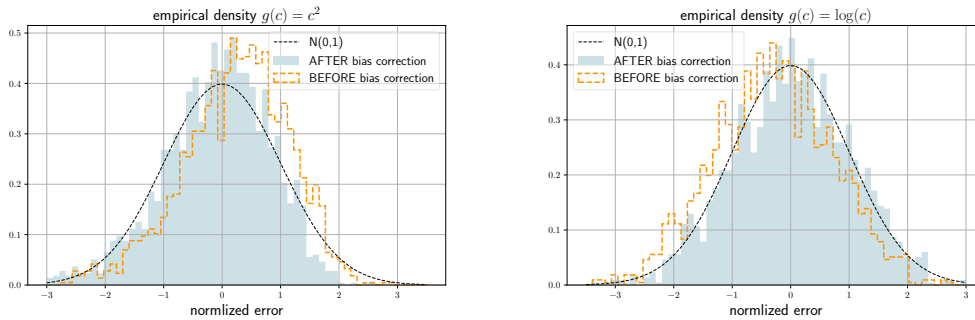 empirical density g(c) = c²
0.5
0.4
0.3
0.2
0.1
0.0
N(0,1)
AFTER bias correction
BEFORE bias correction
−3 −2 −1 0 1 2 3
normlized error
empirical density g(c) = log(c)
0.4
0.3
0.2
0.1
0.0
N(0,1)
AFTER bias correction
BEFORE bias correction
−3 −2 −1 0 1 2 3
normlized error